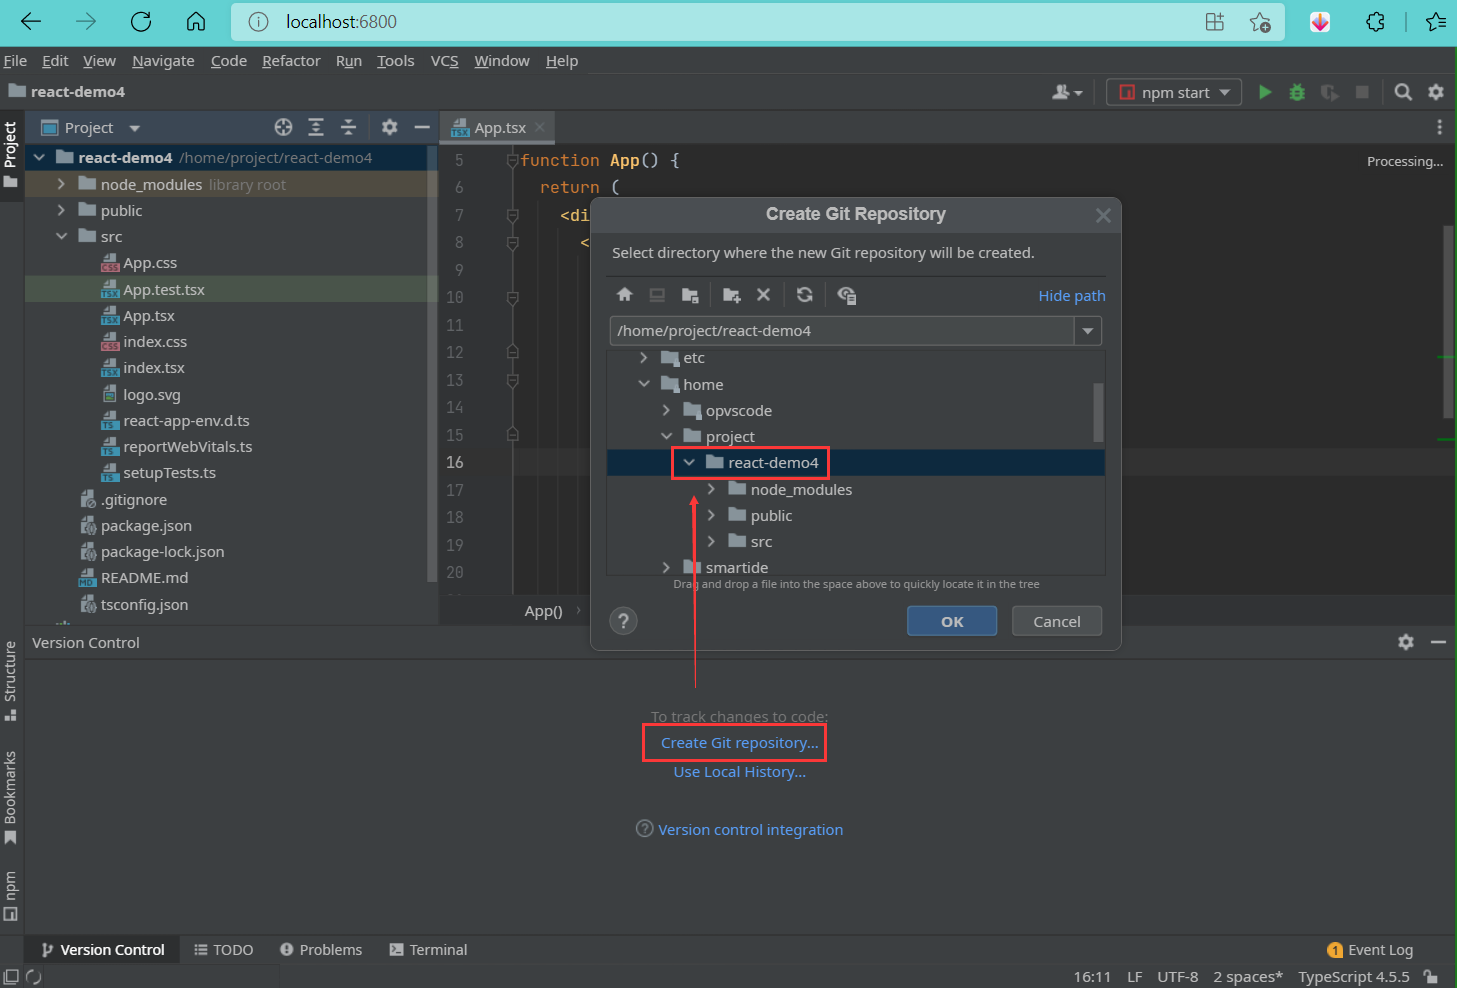 localhost:6800
File Edit View Navigate Code Refactor Run Tools VCS Window Help
react-demo4
npm start
Project
Project
react-demo4 /home/project/react-demo4
node_modules library root
public
src
App.css
App.test.tsx
App.tsx
index.css
index.tsx
logo.svg
react-app-env.d.ts
reportWebVitals.ts
setupTests.ts
.gitignore
package.json
package-lock.json
README.md
tsconfig.json
App.tsx
Processing...
5 function App() {
6 return (
7 <di
8 <
9
10
11
12
13
14
15
16
17
18
19
20
App()
Create Git Repository
Select directory where the new Git repository will be created.
Hide path
/home/project/react-demo4
etc
home
opvscode
project
react-demo4
node_modules
public
src
smartide
Drag and drop a file into the space above to quickly locate it in the tree
? OK Cancel
Version Control
Structure
Bookmarks
npm
To track changes to code:
Create Git repository...
Use Local History...
? Version control integration
Version Control TODO Problems Terminal
1 Event Log
16:11 LF UTF-8 2 spaces* TypeScript 4.5.5